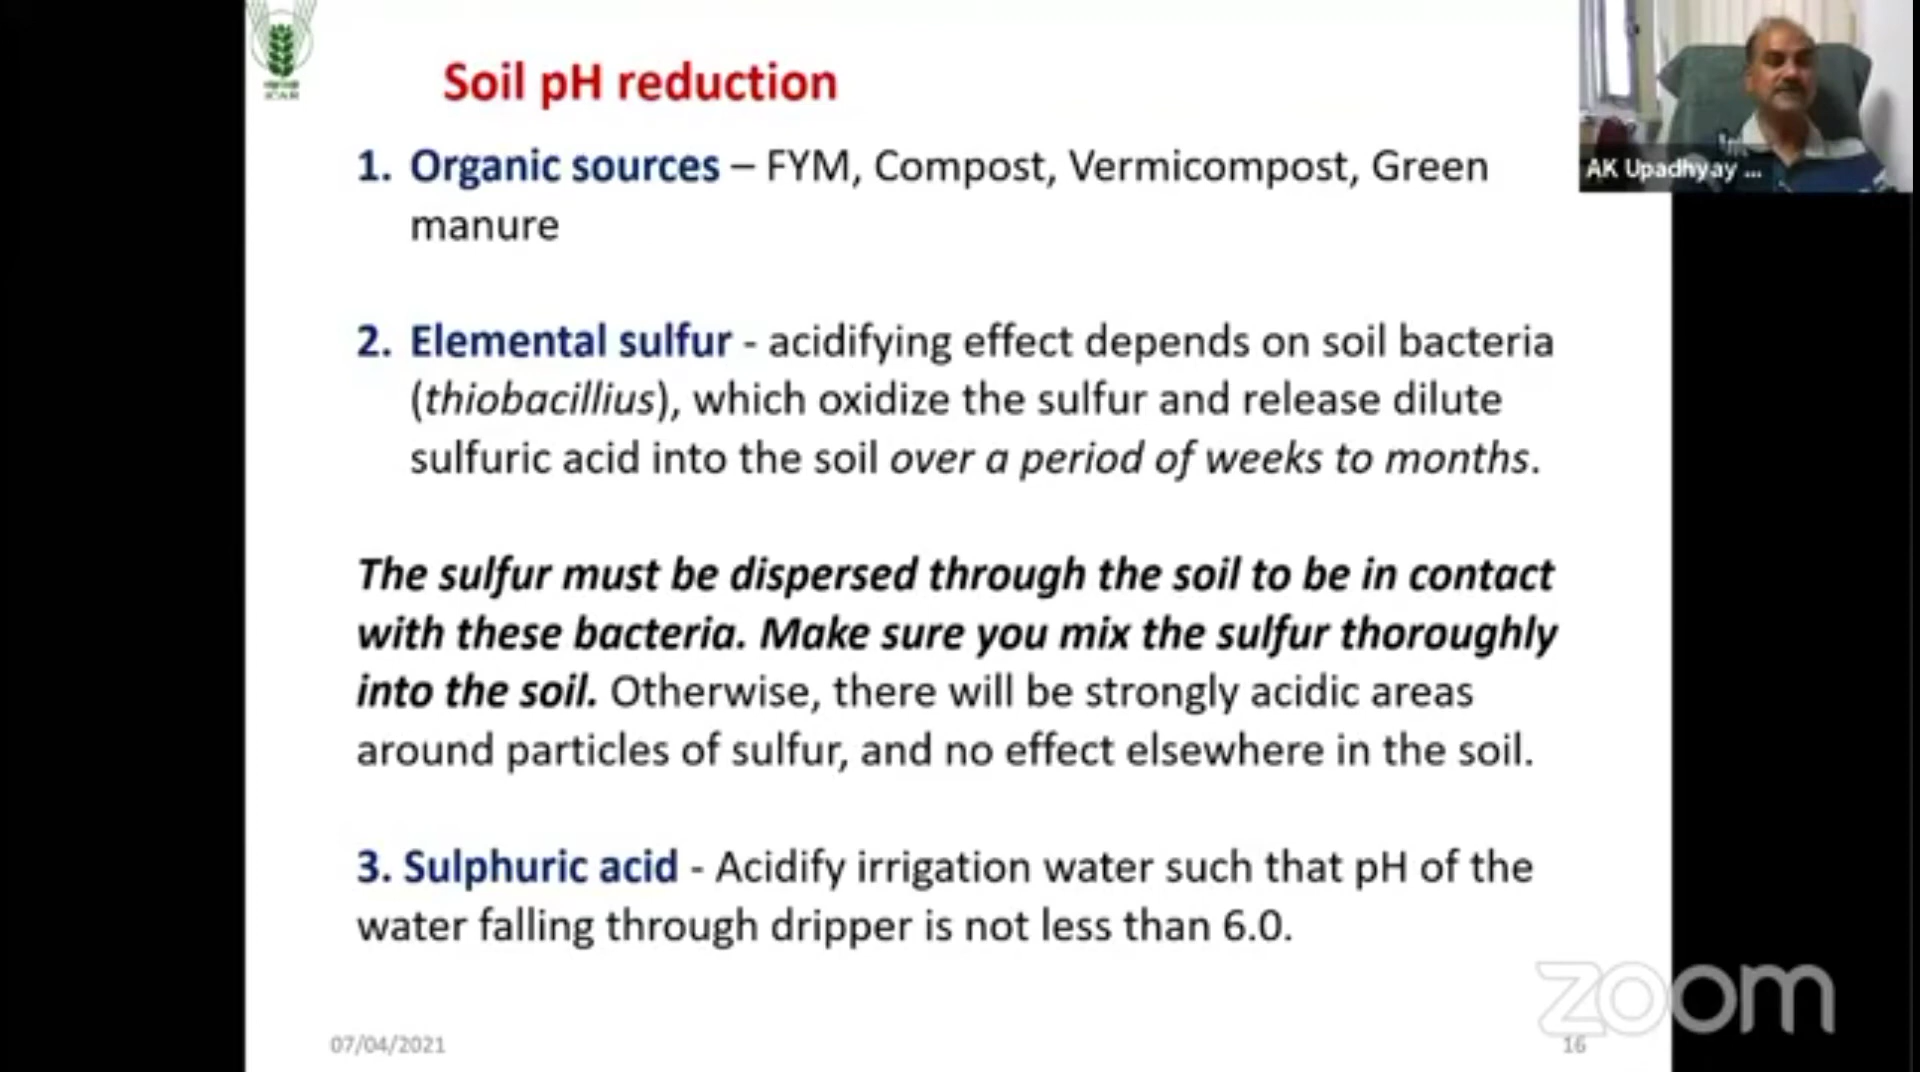 ICAR
Soil pH reduction
1. Organic sources – FYM, Compost, Vermicompost, Green
manure
2. Elemental sulfur - acidifying effect depends on soil bacteria
(thiobacillius), which oxidize the sulfur and release dilute
sulfuric acid into the soil over a period of weeks to months.
The sulfur must be dispersed through the soil to be in contact
with these bacteria. Make sure you mix the sulfur thoroughly
into the soil. Otherwise, there will be strongly acidic areas
around particles of sulfur, and no effect elsewhere in the soil.
3. Sulphuric acid - Acidify irrigation water such that pH of the
water falling through dripper is not less than 6.0.
07/04/2021
16
AK Upadhyay ...
zoom